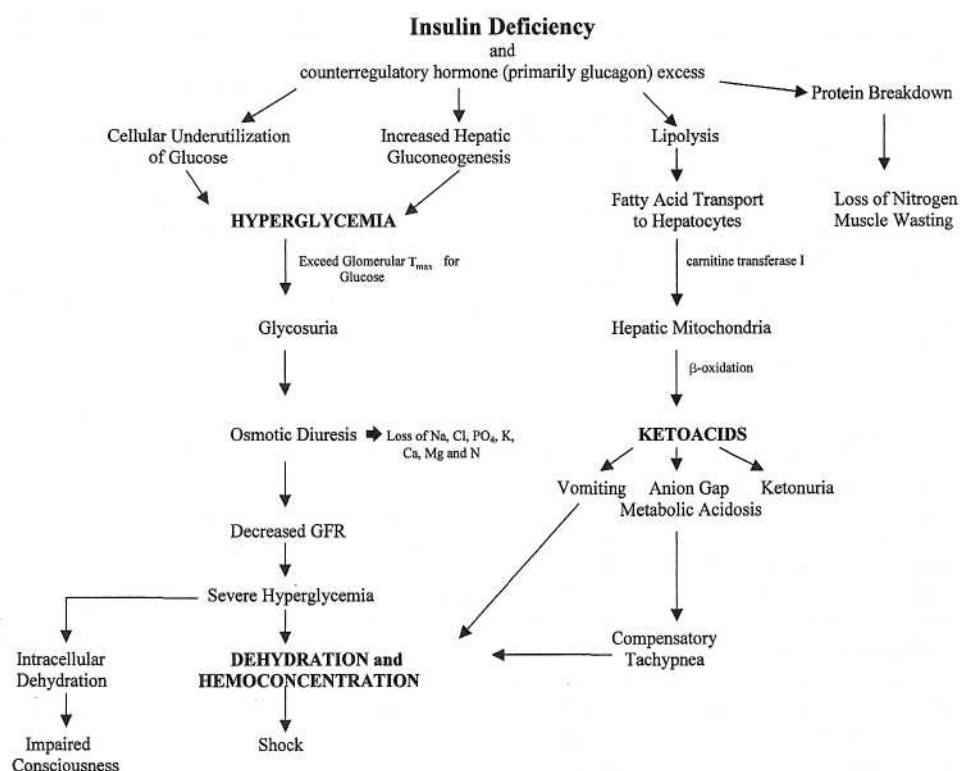 Insulin Deficiency
and
counterregulatory hormone (primarily glucagon) excess
Protein Breakdown
Cellular Underutilization
of Glucose
Increased Hepatic
Gluconeogenesis
Lipolysis
Fatty Acid Transport
to Hepatocytes
Loss of Nitrogen
Muscle Wasting
HYPERGLYCEMIA
Exceed Glomerular Tmax for
Glucose
carnitine transferase I
Glycosuria
Hepatic Mitochondria
β-oxidation
Osmotic Diuresis
Loss of Na, Cl, PO₄, K,
Ca, Mg and N
KETOACIDS
Vomiting
Anion Gap
Metabolic Acidosis
Ketonuria
Decreased GFR
Severe Hyperglycemia
Intracellular
Dehydration
DEHYDRATION and
HEMOCONCENTRATION
Compensatory
Tachypnea
Impaired
Consciousness
Shock